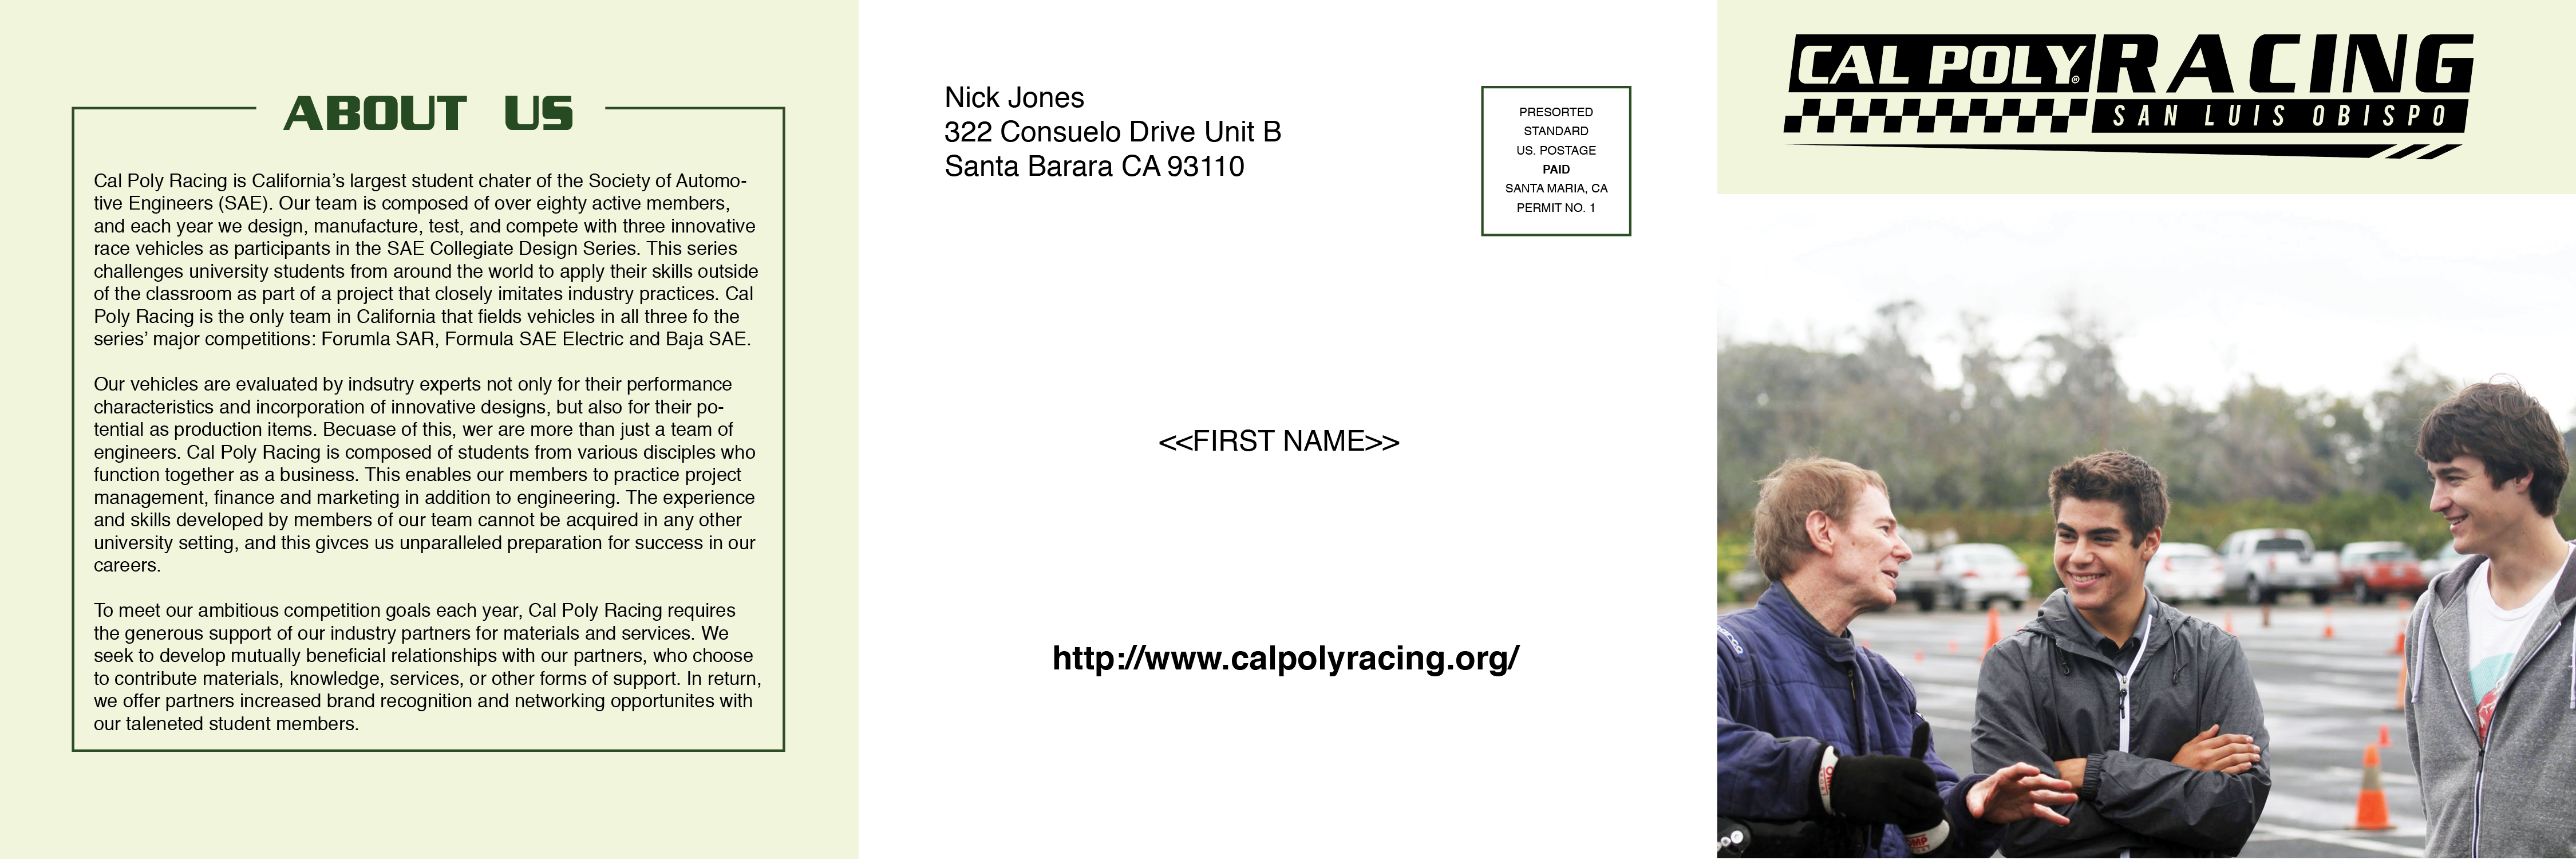 ABOUT US
Cal Poly Racing is California’s largest student chater of the Society of Automo-
tive Engineers (SAE). Our team is composed of over eighty active members,
and each year we design, manufacture, test, and compete with three innovative
race vehicles as participants in the SAE Collegiate Design Series. This series
challenges university students from around the world to apply their skills outside
of the classroom as part of a project that closely imitates industry practices. Cal
Poly Racing is the only team in California that fields vehicles in all three fo the
series’ major competitions: Forumla SAR, Formula SAE Electric and Baja SAE.
Our vehicles are evaluated by indsutry experts not only for their performance
characteristics and incorporation of innovative designs, but also for their po-
tential as production items. Becuase of this, wer are more than just a team of
engineers. Cal Poly Racing is composed of students from various disciples who
function together as a business. This enables our members to practice project
management, finance and marketing in addition to engineering. The experience
and skills developed by members of our team cannot be acquired in any other
university setting, and this givces us unparalleled preparation for success in our
careers.
To meet our ambitious competition goals each year, Cal Poly Racing requires
the generous support of our industry partners for materials and services. We
seek to develop mutually beneficial relationships with our partners, who choose
to contribute materials, knowledge, services, or other forms of support. In return,
we offer partners increased brand recognition and networking opportunites with
our taleneted student members.
Nick Jones
322 Consuelo Drive Unit B
Santa Barara CA 93110
PRESORTED
STANDARD
US. POSTAGE
PAID
SANTA MARIA, CA
PERMIT NO. 1
<<FIRST NAME>>
http://www.calpolyracing.org/
CAL POLY® RACING
SAN LUIS OBISPO
sparco